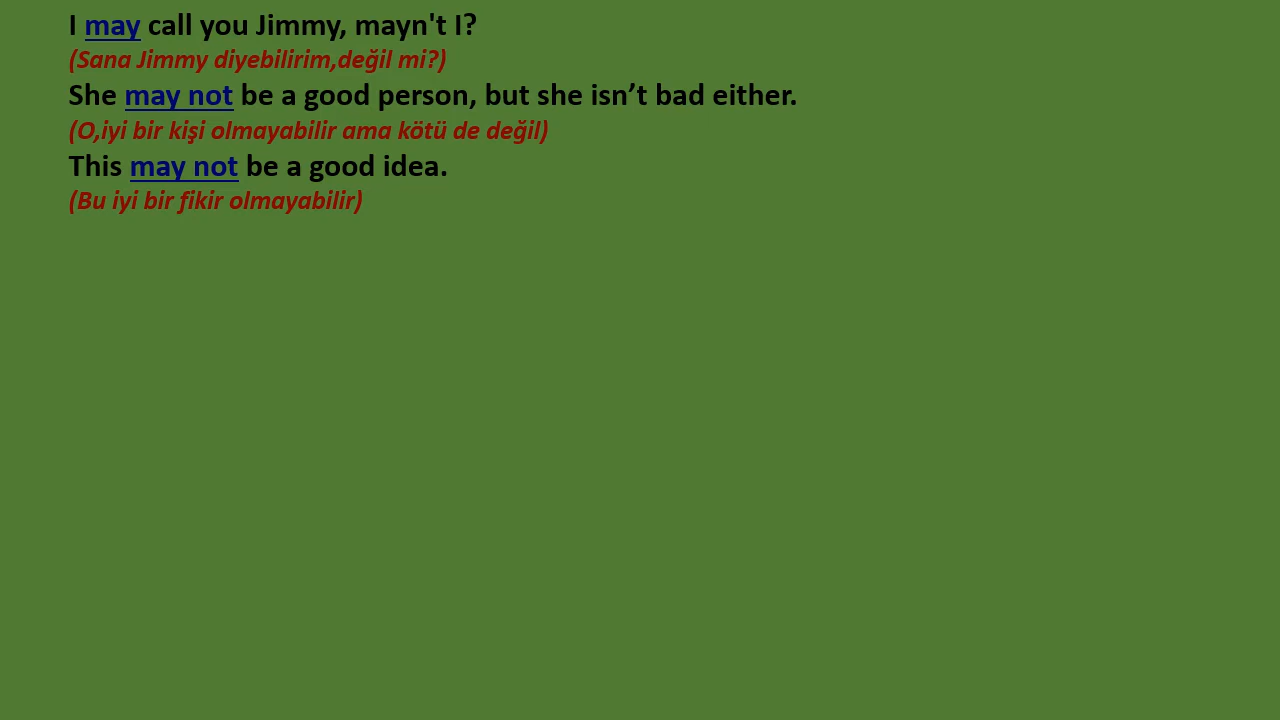 I may call you Jimmy, mayn't I?
(Sana Jimmy diyebilirim,değil mi?)
She may not be a good person, but she isn’t bad either.
(O,iyi bir kişi olmayabilir ama kötü de değil)
This may not be a good idea.
(Bu iyi bir fikir olmayabilir)